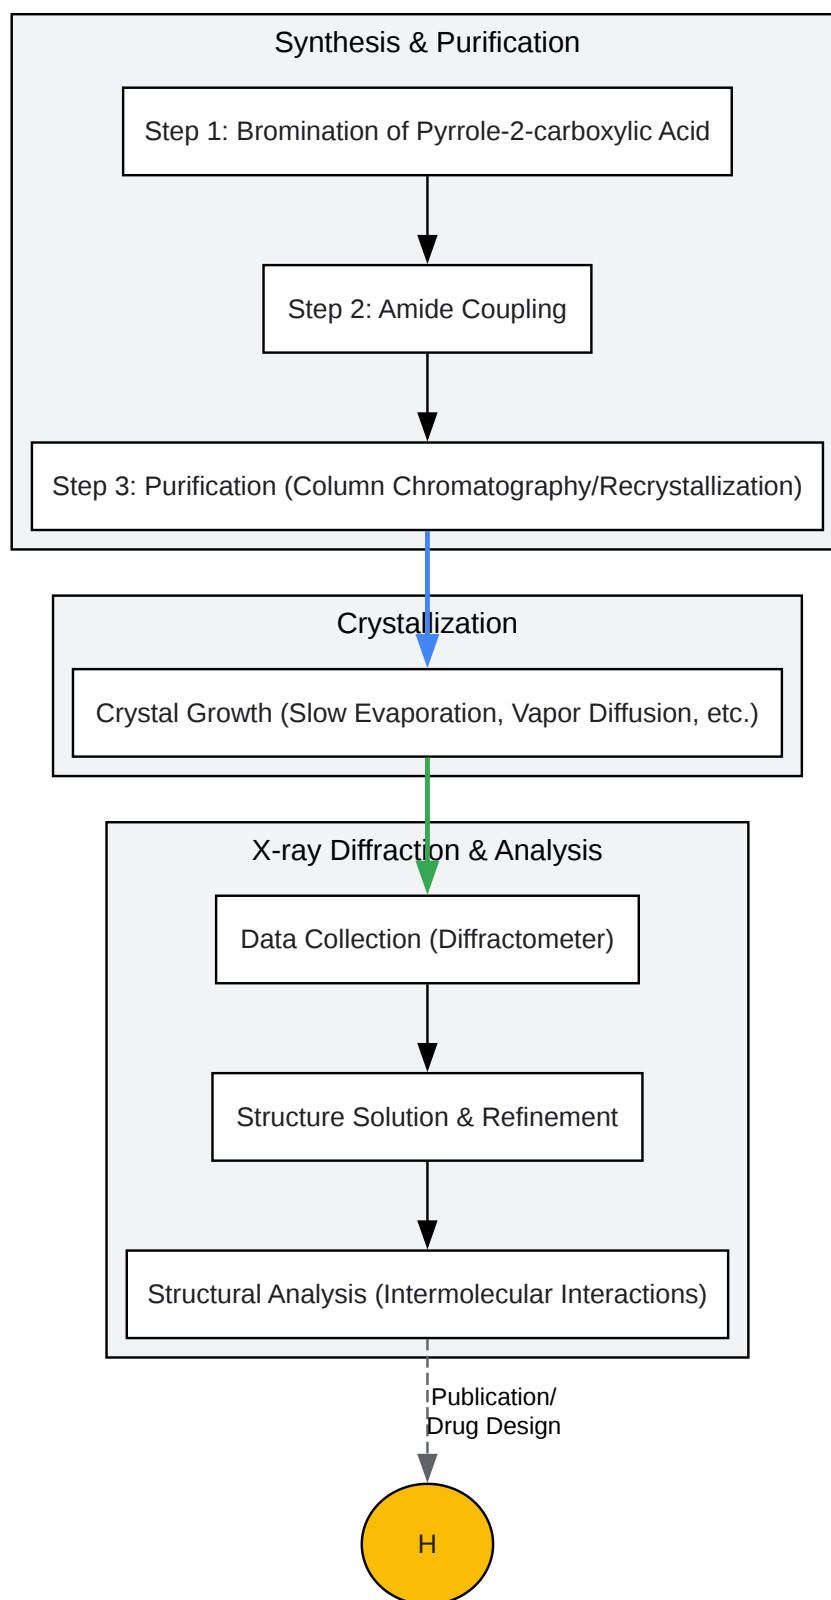 Synthesis & Purification
Step 1: Bromination of Pyrrole-2-carboxylic Acid
Step 2: Amide Coupling
Step 3: Purification (Column Chromatography/Recrystallization)
Crystallization
Crystal Growth (Slow Evaporation, Vapor Diffusion, etc.)
X-ray Diffraction & Analysis
Data Collection (Diffractometer)
Structure Solution & Refinement
Structural Analysis (Intermolecular Interactions)
Publication/
Drug Design
H